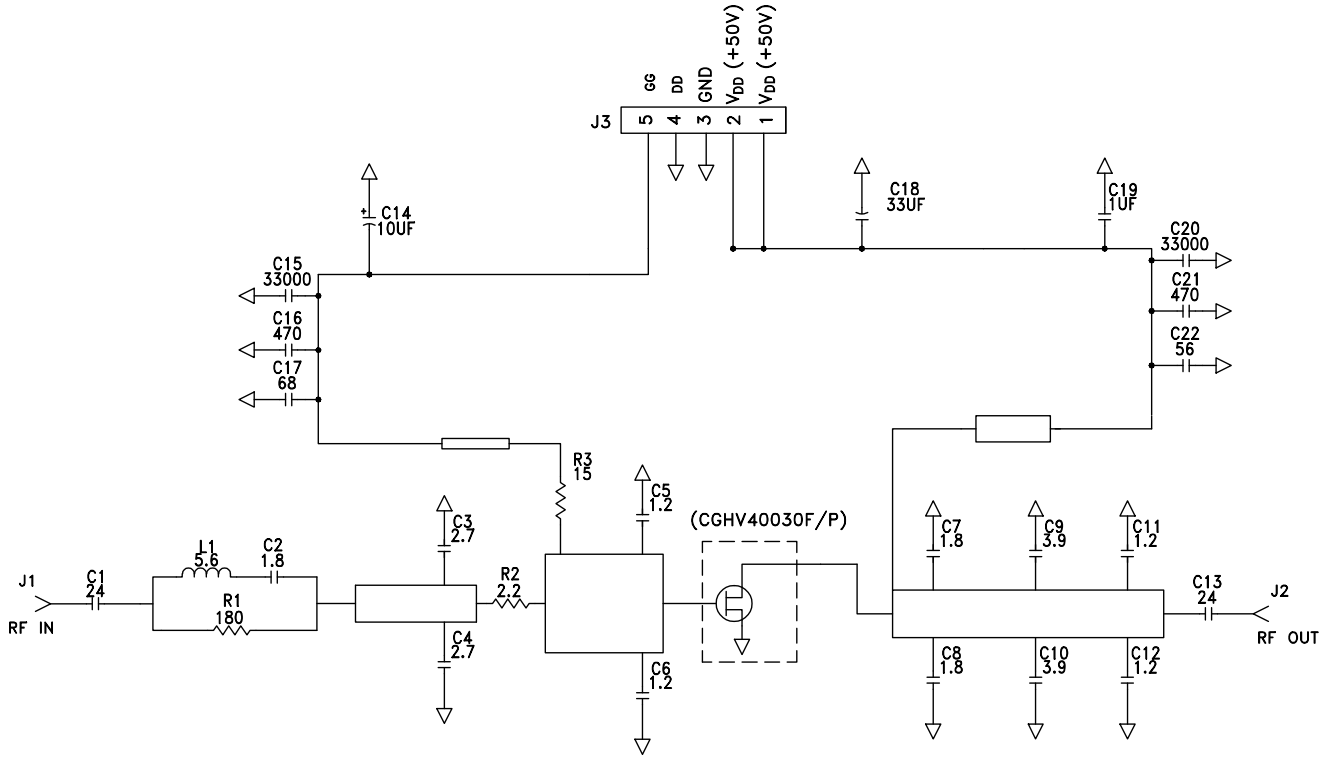 VDD (+50V)
VDD (+50V)
GG
DD
GND
J3
5
4
3
2
1
C14
10UF
+
C18
33UF
C19
1UF
C20
33000
C21
470
C22
56
C15
33000
C16
470
C17
68
R3
15
C5
1.2
(CGHV40030F/P)
C3
2.7
C7
1.8
C9
3.9
C11
1.2
L1
5.6
C2
1.8
J1
C1
24
R1
180
R2
2.2
C13
24
J2
RF IN
RF OUT
C4
2.7
C6
1.2
C8
1.8
C10
3.9
C12
1.2